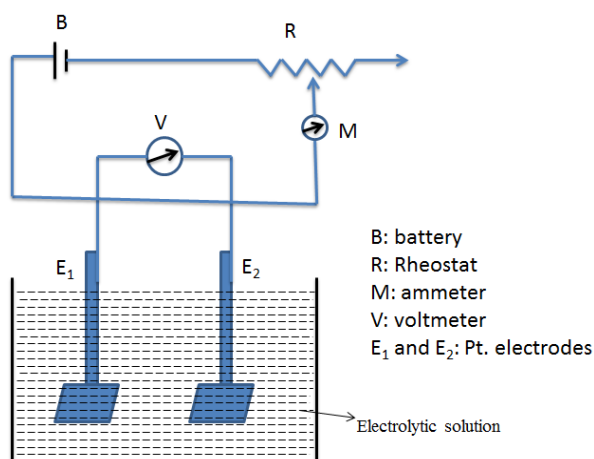 B
R
V
M
E₁
E₂
B: battery
R: Rheostat
M: ammeter
V: voltmeter
E₁ and E₂: Pt. electrodes
Electrolytic solution